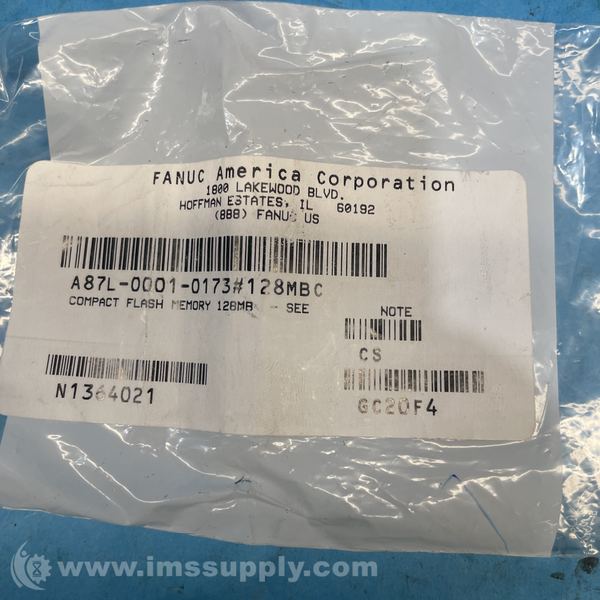 FANUC America Corporation
1800 LAKEWOOD BLVD.
HOFFMAN ESTATES, IL 60192
(888) FANUC US
A87L-0001-0173#128MBC
COMPACT FLASH MEMORY 128MB - SEE NOTE
CS
N1364021
GC20F4
www.imssupply.com